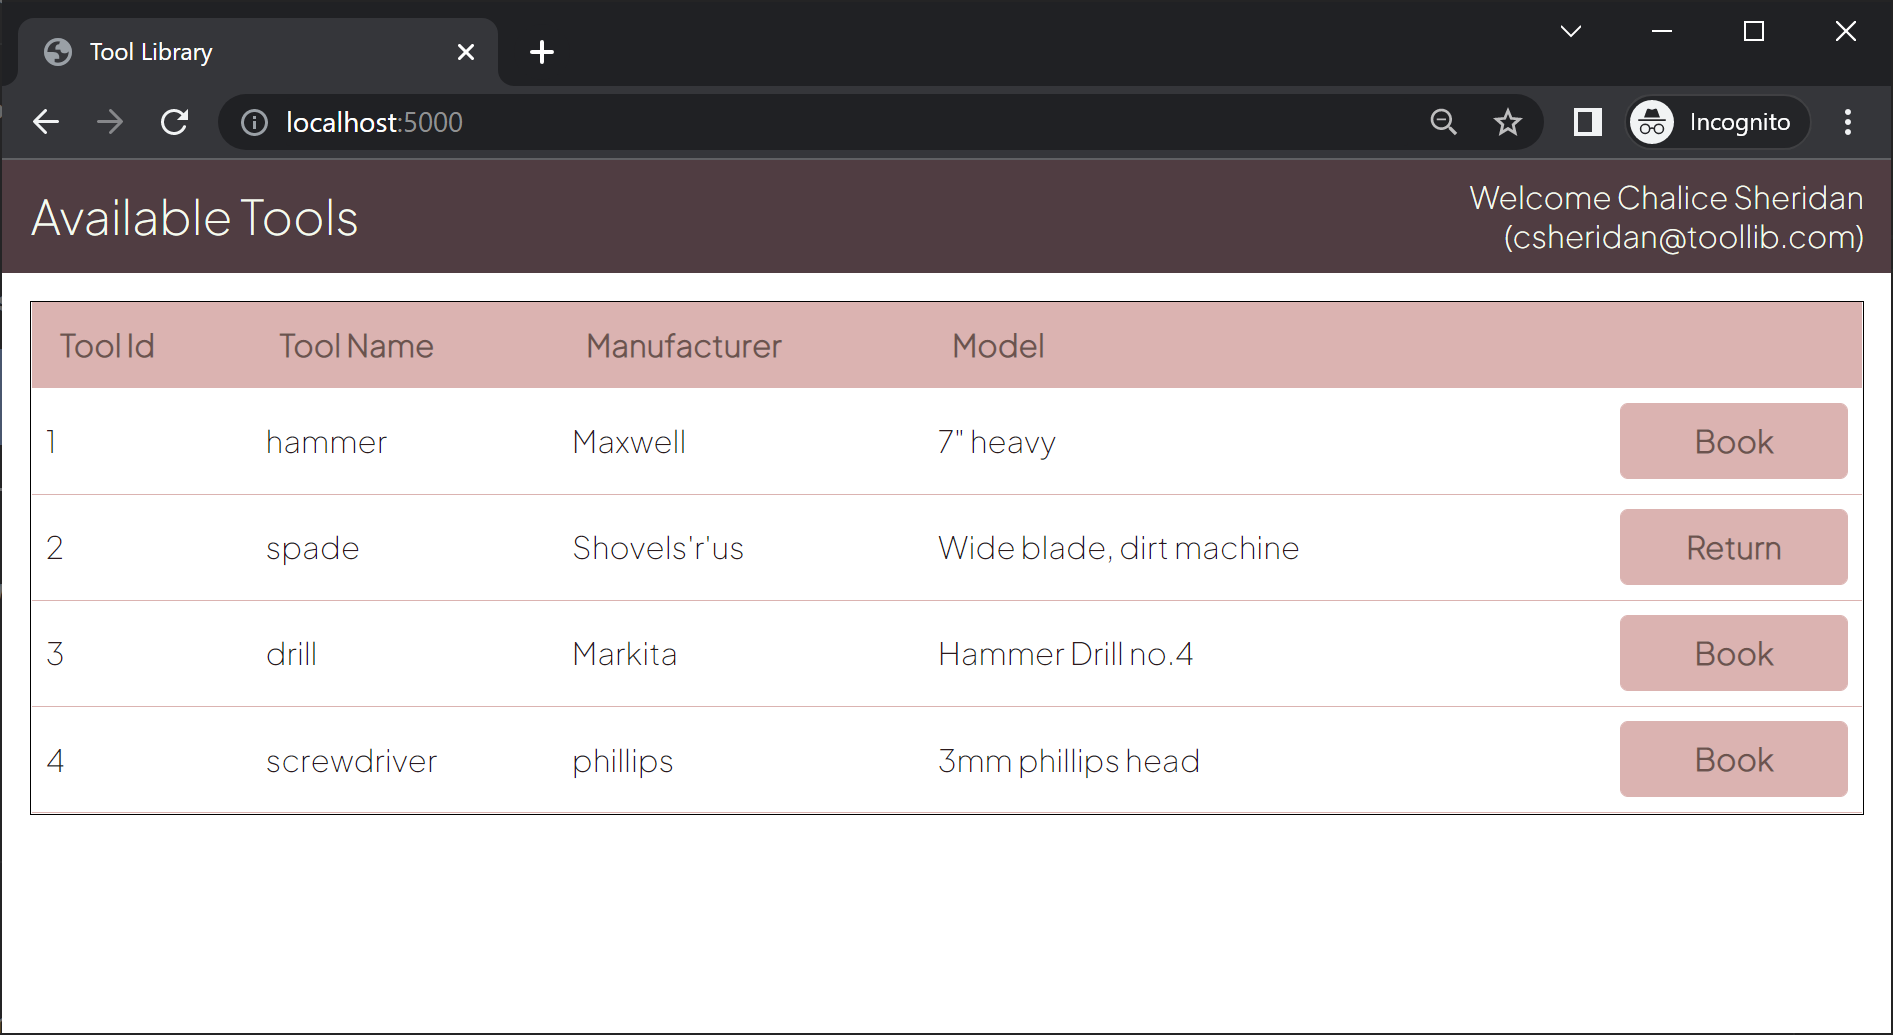 Tool Library
localhost:5000
Incognito
Available Tools
Welcome Chalice Sheridan
(csheridan@toollib.com)
Tool Id Tool Name Manufacturer Model
1 hammer Maxwell 7" heavy Book
2 spade Shovels'r'us Wide blade, dirt machine Return
3 drill Markita Hammer Drill no.4 Book
4 screwdriver phillips 3mm phillips head Book